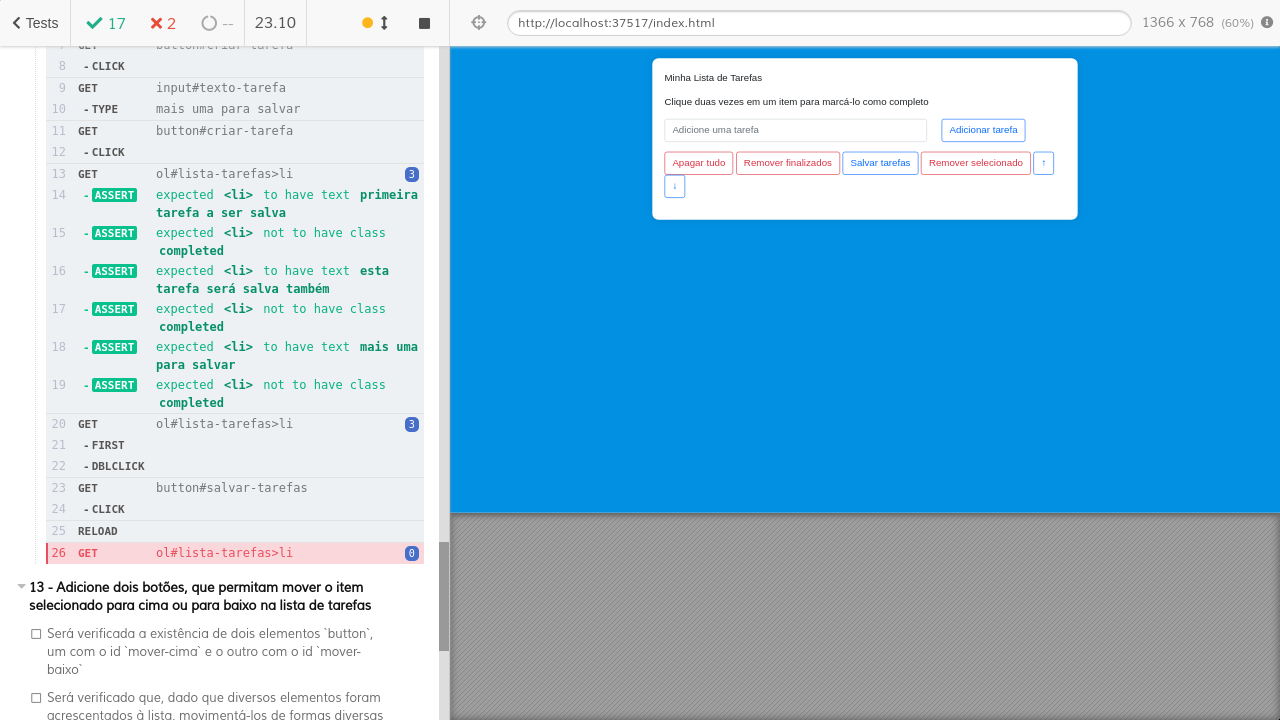 Tests
17
2
--
23.10
http://localhost:37517/index.html
1366 x 768 (60%)
7 GET button#criar-tarefa
8 - CLICK
9 GET input#texto-tarefa
10 - TYPE mais uma para salvar
11 GET button#criar-tarefa
12 - CLICK
13 GET ol#lista-tarefas>li 3
14 - ASSERT expected <li> to have text primeira
tarefa a ser salva
15 - ASSERT expected <li> not to have class
completed
16 - ASSERT expected <li> to have text esta
tarefa será salva também
17 - ASSERT expected <li> not to have class
completed
18 - ASSERT expected <li> to have text mais uma
para salvar
19 - ASSERT expected <li> not to have class
completed
20 GET ol#lista-tarefas>li 3
21 - FIRST
22 - DBLCLICK
23 GET button#salvar-tarefas
24 - CLICK
25 RELOAD
26 GET ol#lista-tarefas>li 0
13 - Adicione dois botões, que permitam mover o item
selecionado para cima ou para baixo na lista de tarefas
Será verificada a existência de dois elementos `button`,
um com o id `mover-cima` e o outro com o id `mover-
baixo`
Será verificado que, dado que diversos elementos foram
acrescentados à lista, movimentá-los de formas diversas
Minha Lista de Tarefas
Clique duas vezes em um item para marcá-lo como completo
Adicione uma tarefa
Adicionar tarefa
Apagar tudo Remover finalizados Salvar tarefas Remover selecionado ↑
↓